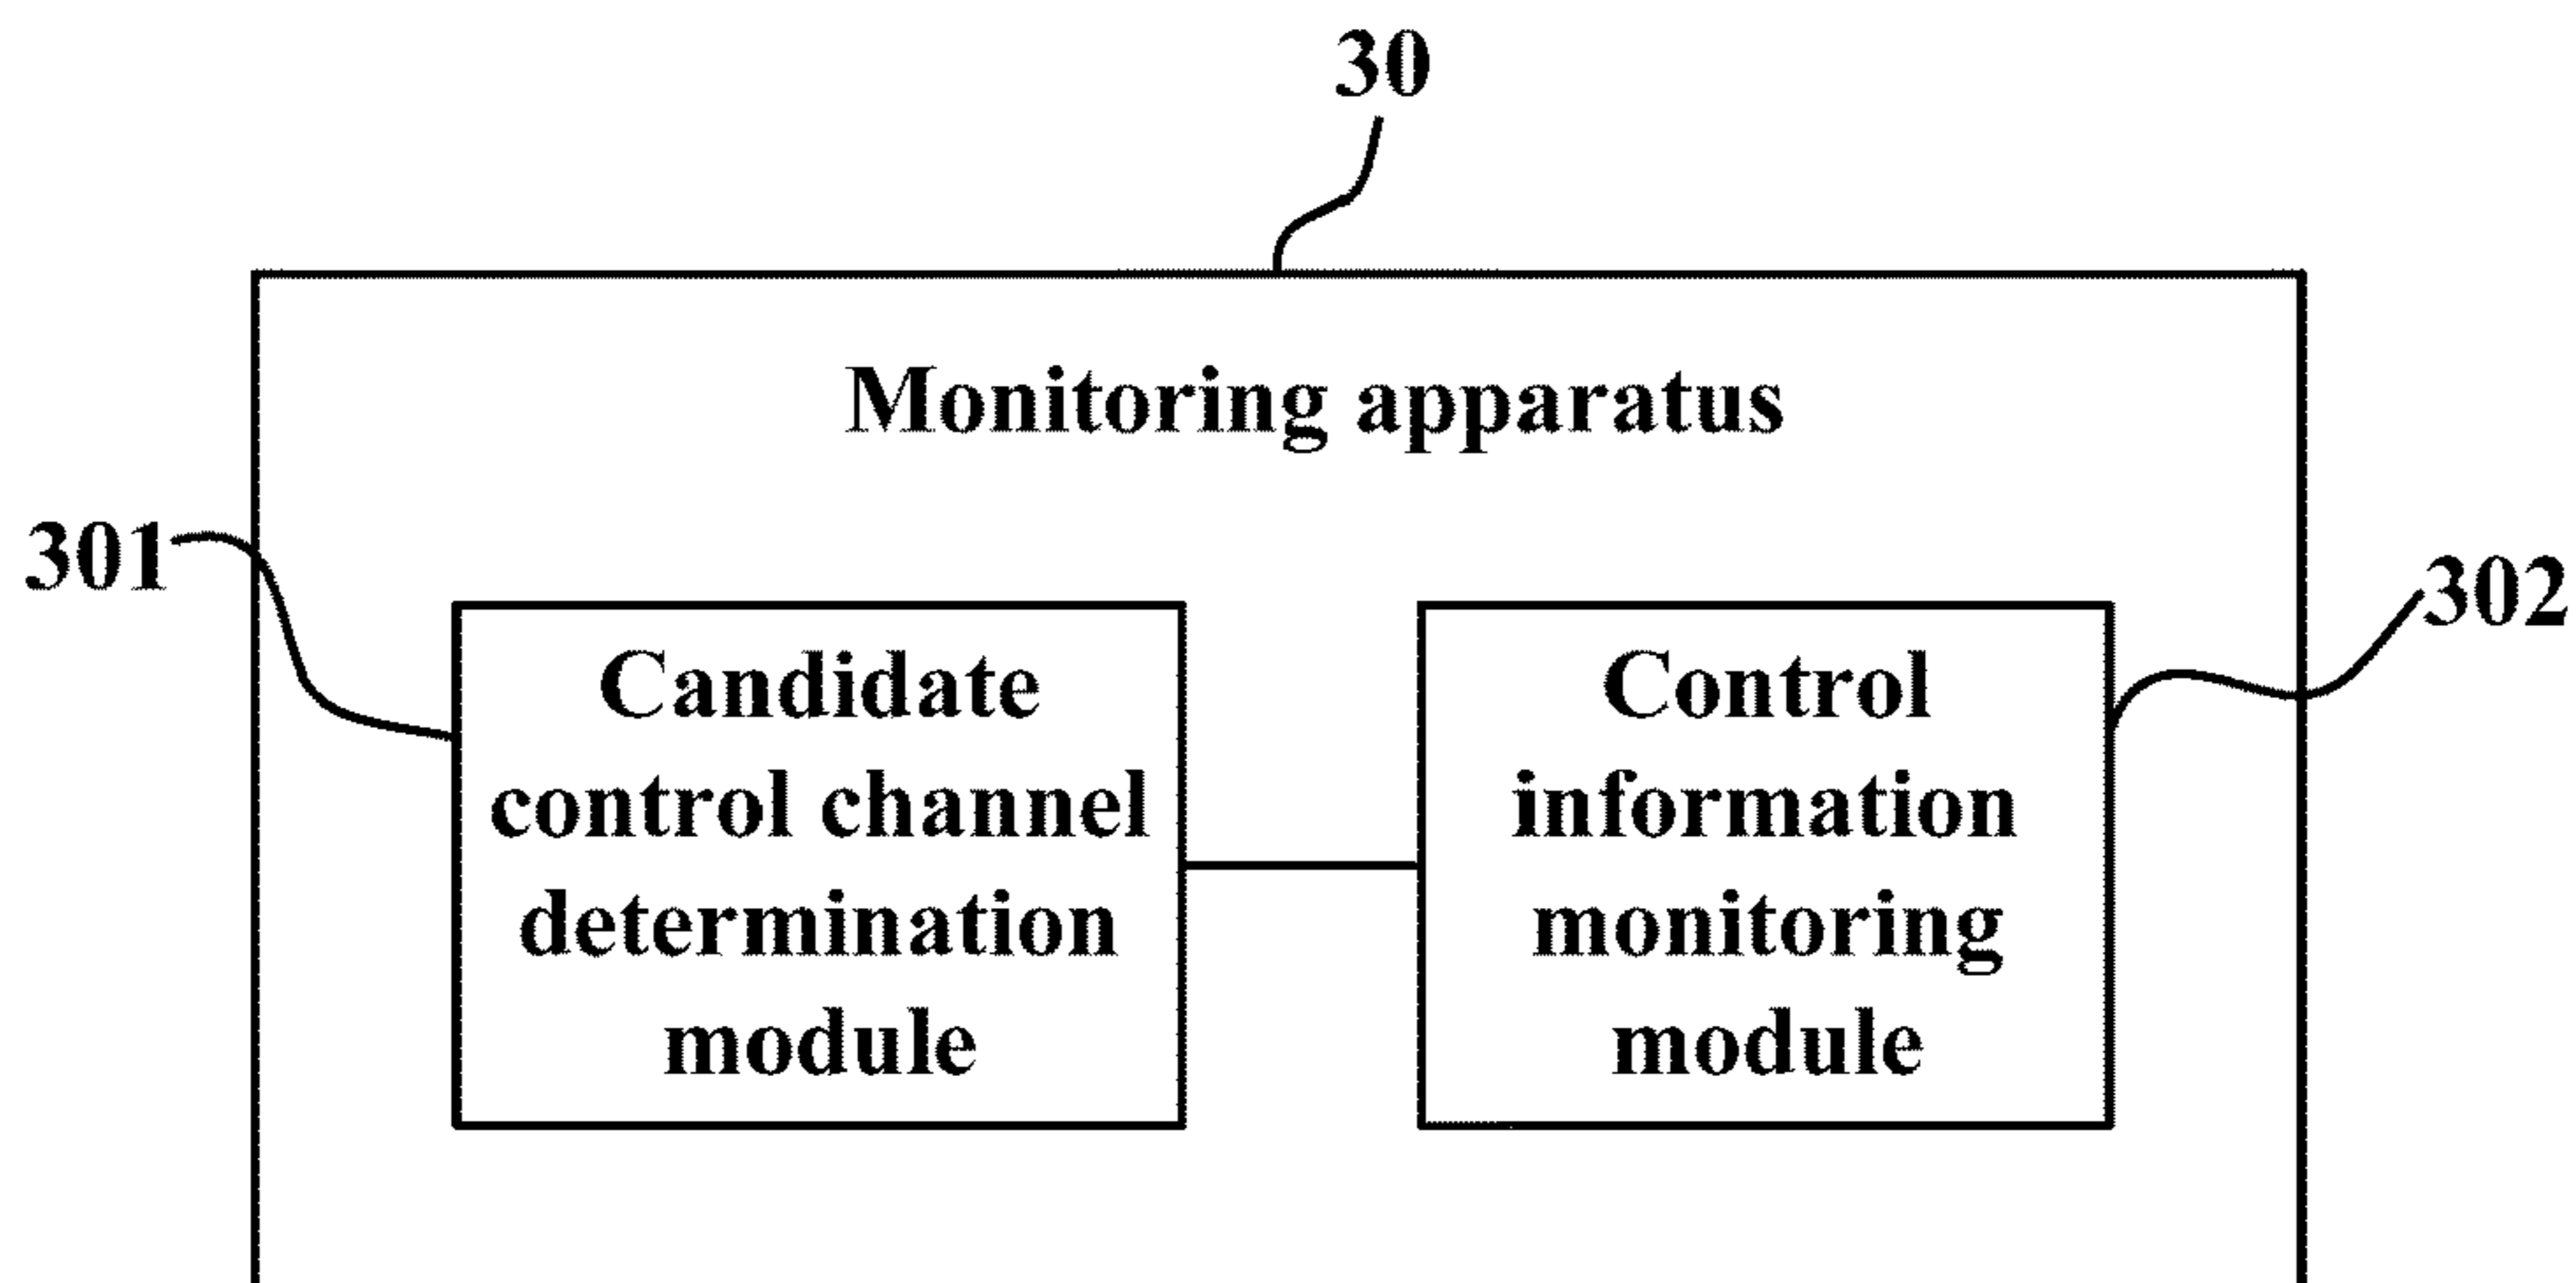 30
Monitoring apparatus
301
302
Candidate
control channel
determination
module
Control
information
monitoring
module